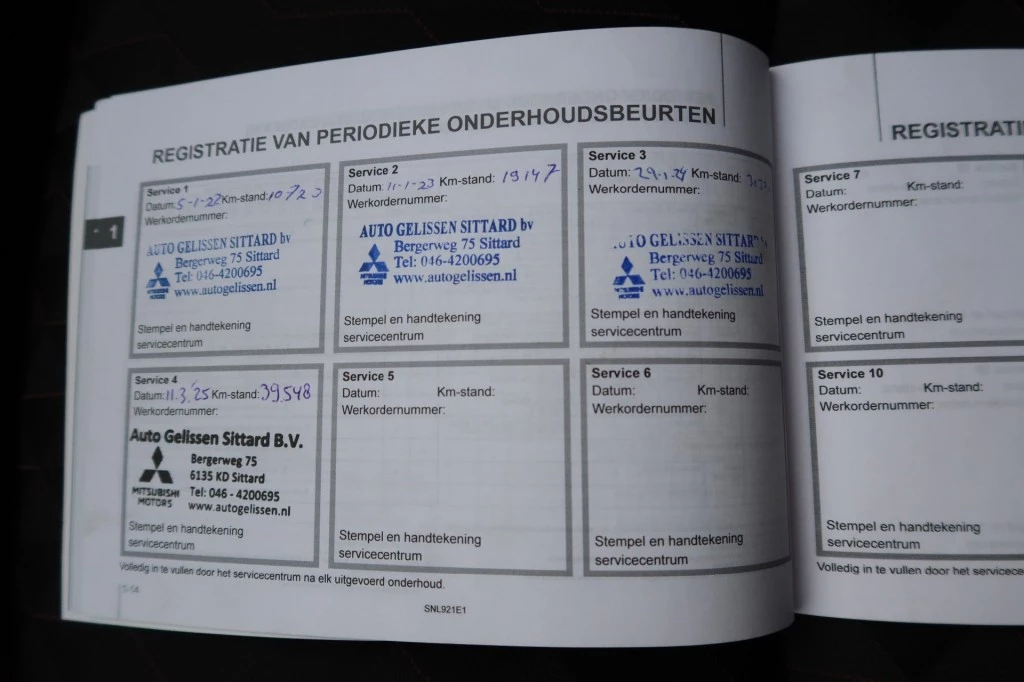 REGISTRATIE VAN PERIODIEKE ONDERHOUDSBEURTEN
1
Service 1
Datum: 5-1-22 Km-stand: 10720
Werkordernummer:
AUTO GELISSEN SITTARD bv
Bergerweg 75 Sittard
Tel: 046-4200695
www.autogelissen.nl
MITSUBISHI
MOTORS
Stempel en handtekening
servicecentrum
Service 2
Datum: 11-1-23 Km-stand: 19147
Werkordernummer:
AUTO GELISSEN SITTARD bv
Bergerweg 75 Sittard
Tel: 046-4200695
www.autogelissen.nl
MITSUBISHI
MOTORS
Stempel en handtekening
servicecentrum
Service 3
Datum: 29-1-24 Km-stand:
Werkordernummer:
GELISSEN SITTARD
Bergerweg 75 Sittard
Tel: 046-4200695
www.autogelissen.nl
MITSUBISHI
MOTORS
Stempel en handtekening
servicecentrum
Service 4
Datum: 11.3.'25 Km-stand: 39.548
Werkordernummer:
Auto Gelissen Sittard B.V.
Bergerweg 75
6135 KD Sittard
Tel: 046 - 4200695
www.autogelissen.nl
MITSUBISHI
MOTORS
Stempel en handtekening
servicecentrum
Service 5
Datum: Km-stand:
Werkordernummer:
Stempel en handtekening
servicecentrum
Service 6
Datum: Km-stand:
Werkordernummer:
Stempel en handtekening
servicecentrum
Volledig in te vullen door het servicecentrum na elk uitgevoerd onderhoud.
SNL921E1
REGISTRATI
Service 7
Datum: Km-stand:
Werkordernummer:
Stempel en handtekening
servicecentrum
Service 10
Datum: Km-stand:
Werkordernummer:
Stempel en handtekening
servicecentrum
Volledig in te vullen door het servicece